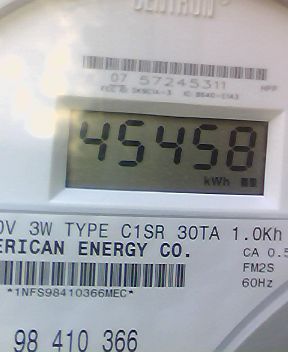 CENTRON
07 57245311
45458
kWh
0V 3W TYPE C1SR 30TA 1.0Kh
ERICAN ENERGY CO.
CA 0.5
FM2S
60Hz
*1NFS98410366MEC*
98 410 366